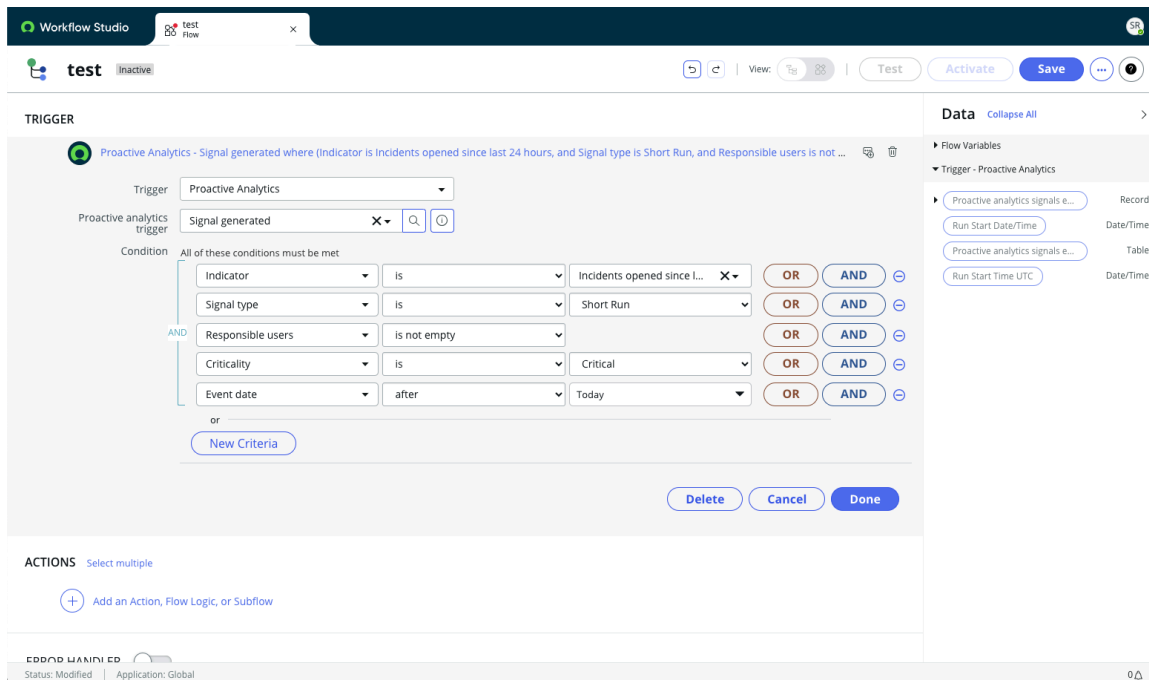 Workflow Studio
test
Flow
SR
test Inactive
View:
Test
Activate
Save
TRIGGER
Proactive Analytics - Signal generated where (Indicator is Incidents opened since last 24 hours, and Signal type is Short Run, and Responsible users is not ...
Trigger Proactive Analytics
Proactive analytics trigger Signal generated
Condition All of these conditions must be met
Indicator is Incidents opened since l... OR AND
Signal type is Short Run OR AND
AND Responsible users is not empty OR AND
Criticality is Critical OR AND
Event date after Today OR AND
or
New Criteria
Delete Cancel Done
ACTIONS Select multiple
Add an Action, Flow Logic, or Subflow
ERROR HANDLER
Data Collapse All
Flow Variables
Trigger - Proactive Analytics
Proactive analytics signals e... Record
Run Start Date/Time Date/Time
Proactive analytics signals e... Table
Run Start Time UTC Date/Time
Status: Modified Application: Global
0